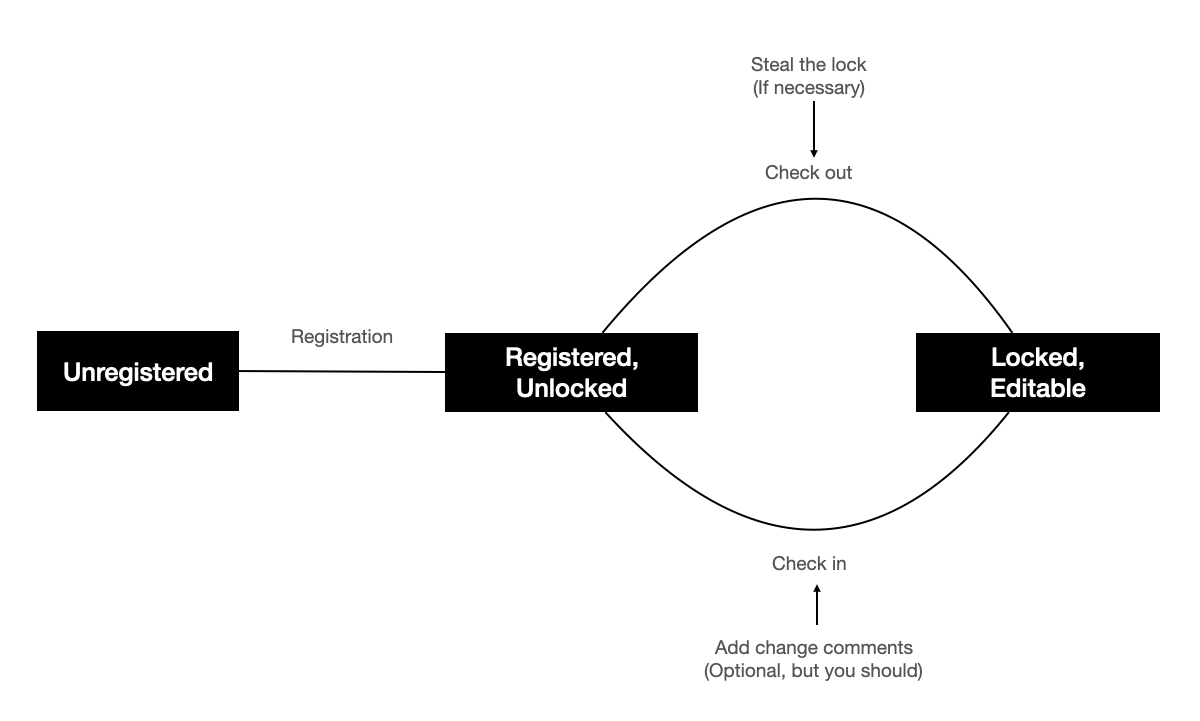 Steal the lock
(If necessary)
Check out
Unregistered
Registration
Registered,
Unlocked
Locked,
Editable
Check in
Add change comments
(Optional, but you should)